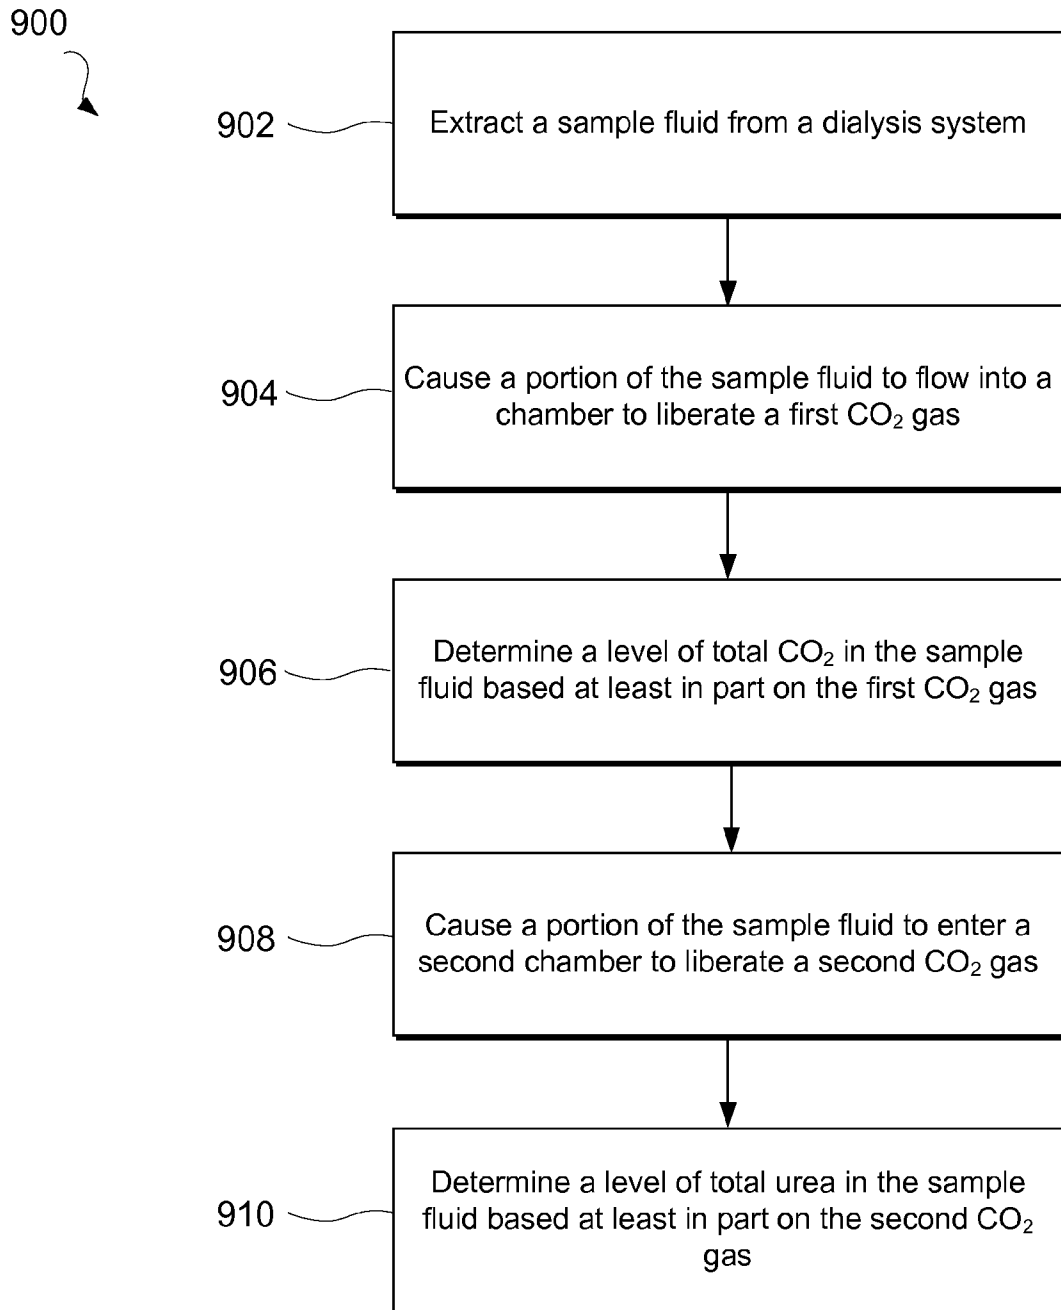 900
902
Extract a sample fluid from a dialysis system
904
Cause a portion of the sample fluid to flow into a
chamber to liberate a first CO₂ gas
906
Determine a level of total CO₂ in the sample
fluid based at least in part on the first CO₂ gas
908
Cause a portion of the sample fluid to enter a
second chamber to liberate a second CO₂ gas
910
Determine a level of total urea in the sample
fluid based at least in part on the second CO₂
gas